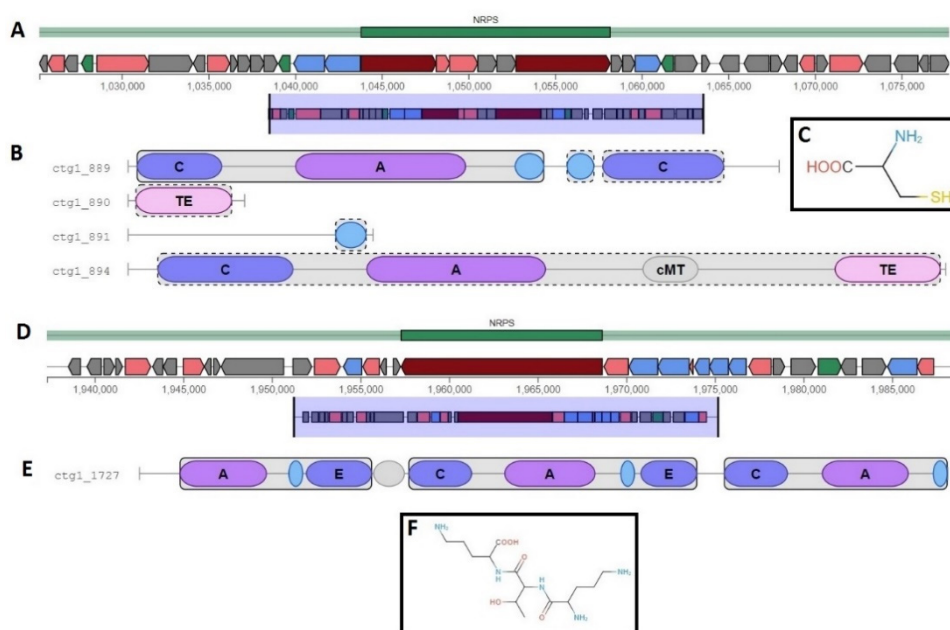 NRPS
A
1,030,000 1,035,000 1,040,000 1,045,000 1,050,000 1,055,000 1,060,000 1,065,000 1,070,000 1,075,000
B
ctg1_889 C A C
C
NH₂
HOOC
SH
ctg1_890 TE
ctg1_891
ctg1_894 C A cMT TE
NRPS
D
1,940,000 1,945,000 1,950,000 1,955,000 1,960,000 1,965,000 1,970,000 1,975,000 1,980,000 1,985,000
E
ctg1_1727 A E C A E C A
F
NH₂
COOH
O
NH₂
N
H
H
N
HO
O
NH₂